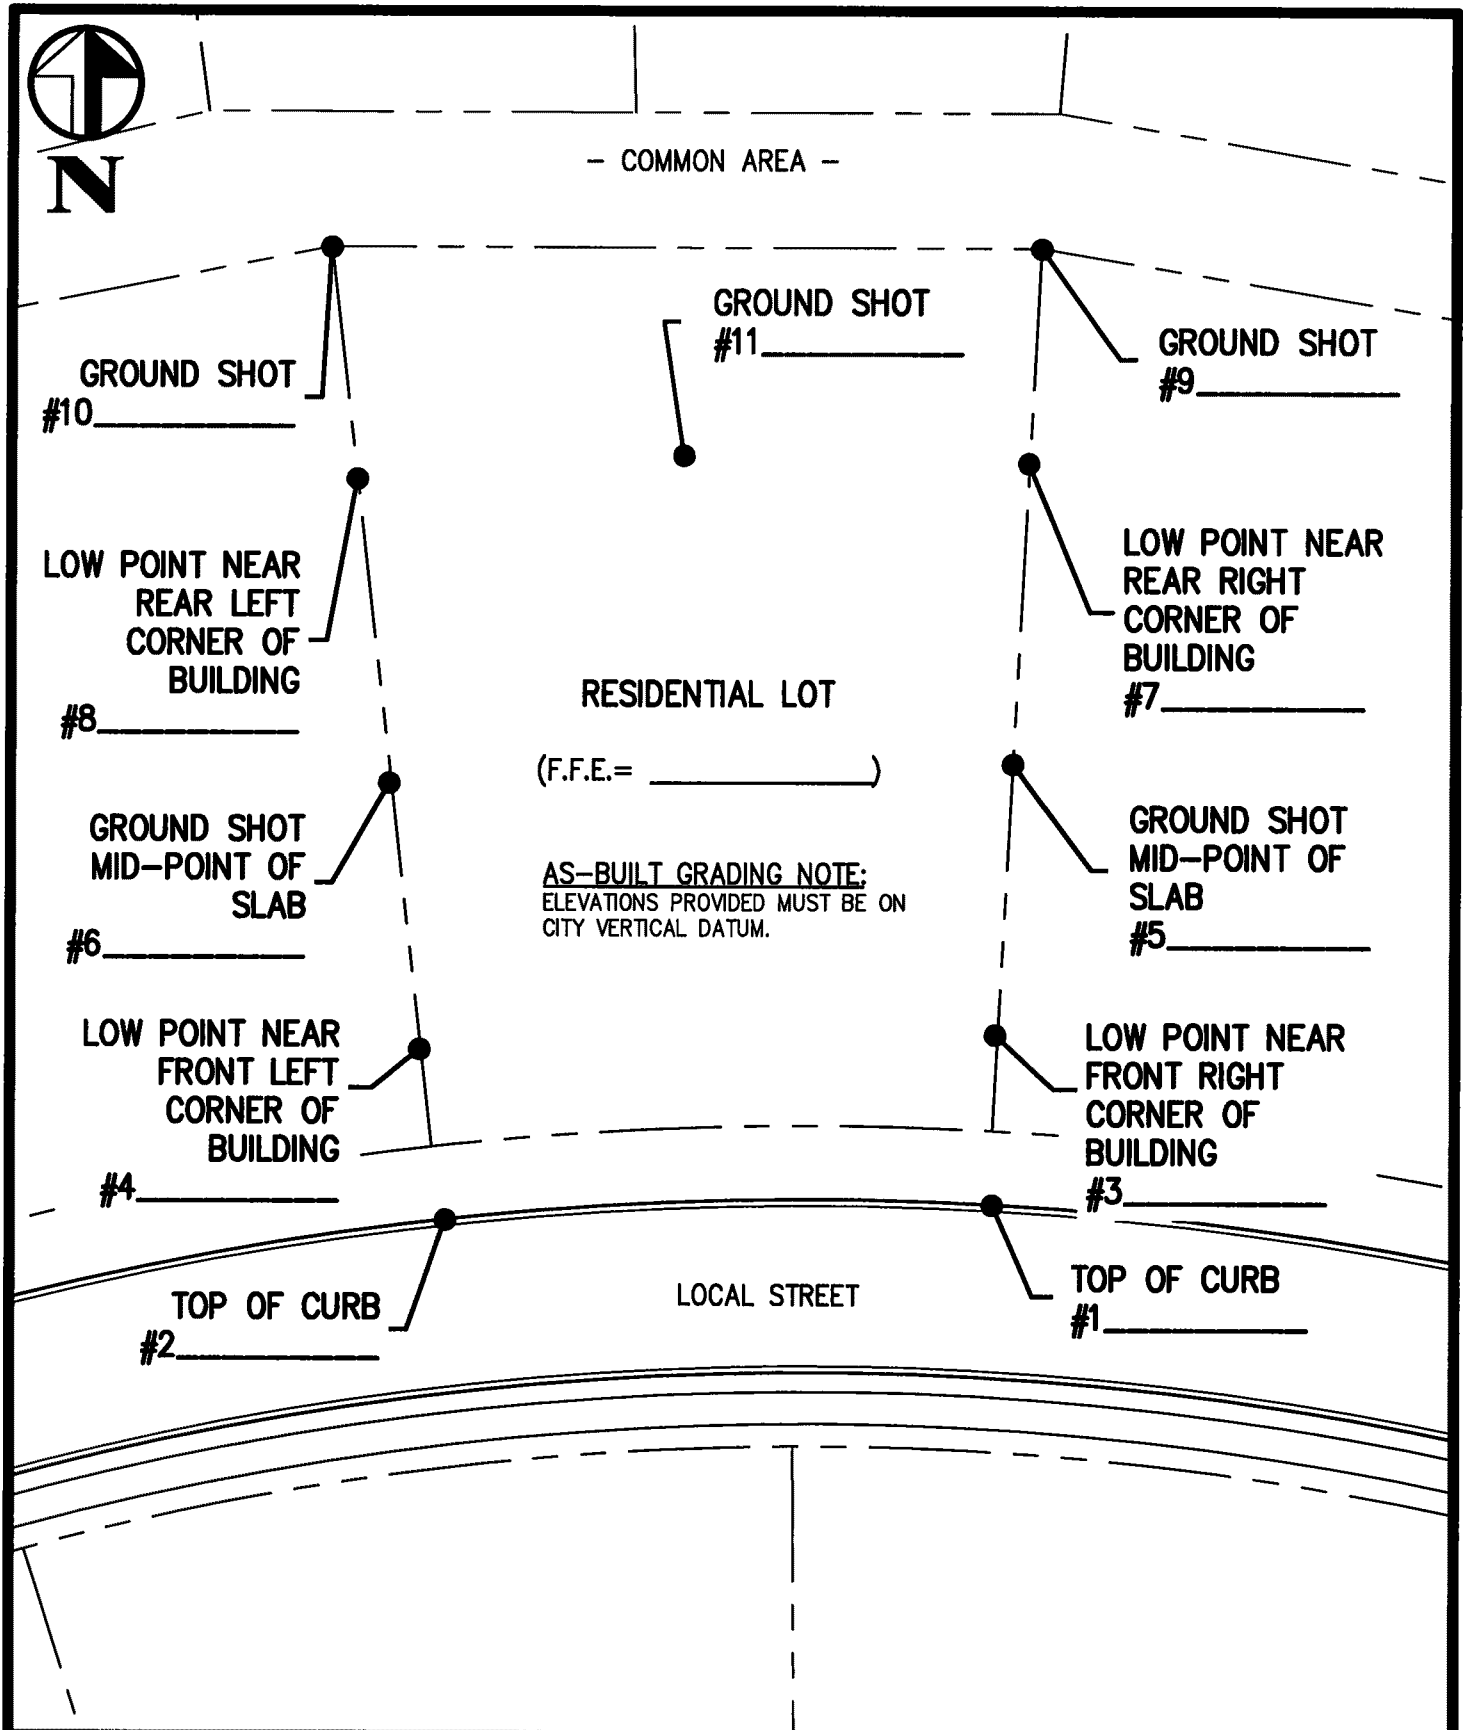 N
- COMMON AREA -
GROUND SHOT
#11
GROUND SHOT
#9
GROUND SHOT
#10
LOW POINT NEAR
REAR LEFT
CORNER OF
BUILDING
#8
LOW POINT NEAR
REAR RIGHT
CORNER OF
BUILDING
#7
RESIDENTIAL LOT
(F.F.E.= )
GROUND SHOT
MID-POINT OF
SLAB
#6
GROUND SHOT
MID-POINT OF
SLAB
#5
AS-BUILT GRADING NOTE:
ELEVATIONS PROVIDED MUST BE ON
CITY VERTICAL DATUM.
LOW POINT NEAR
FRONT LEFT
CORNER OF
BUILDING
#4
LOW POINT NEAR
FRONT RIGHT
CORNER OF
BUILDING
#3
TOP OF CURB
#2
LOCAL STREET
TOP OF CURB
#1